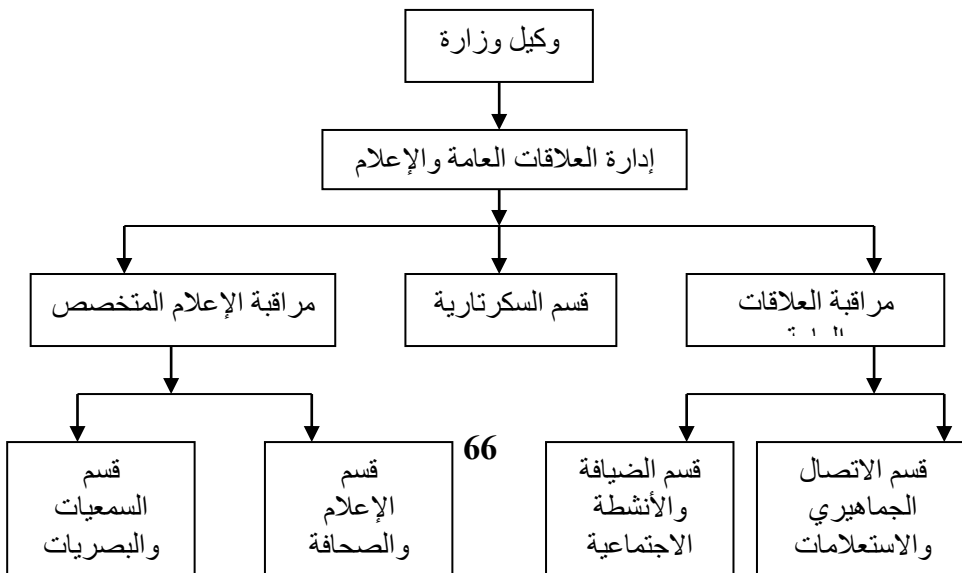 وكيل وزارة
إدارة العلاقات العامة والإعلام
مراقبة العلاقات
قسم السكرتارية
مراقبة الإعلام المتخصص
قسم الاتصال
الجماهيري
والاستعلامات
قسم الضيافة
والأنشطة
الاجتماعية
66
قسم
الإعلام
والصحافة
قسم
السمعيات
والبصريات